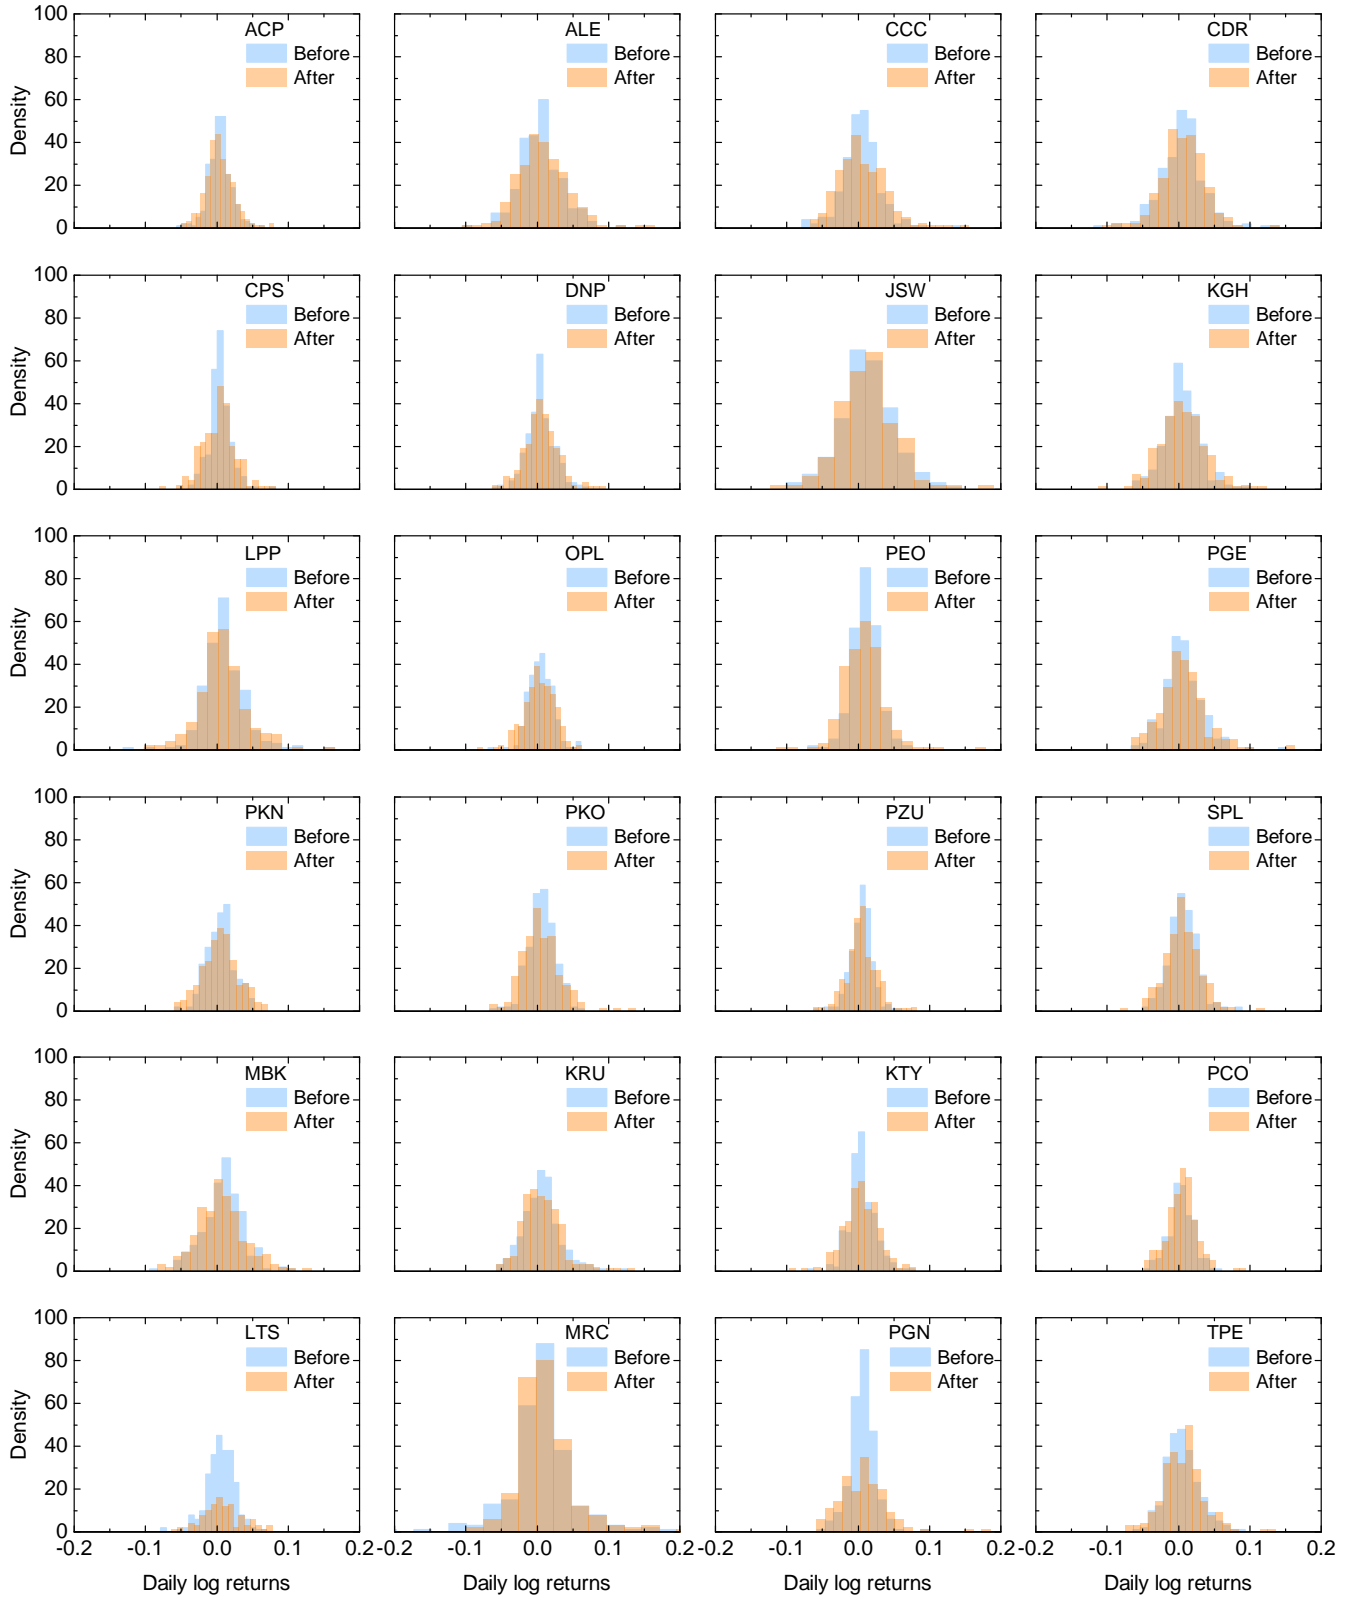 ACP
Before
After
ALE
Before
After
CCC
Before
After
CDR
Before
After
100
80
60
40
20
0
Density
-0.2
-0.1
0.0
0.1
0.2
CPS
Before
After
DNP
Before
After
JSW
Before
After
KGH
Before
After
100
80
60
40
20
0
Density
LPP
Before
After
OPL
Before
After
PEO
Before
After
PGE
Before
After
100
80
60
40
20
0
Density
PKN
Before
After
PKO
Before
After
PZU
Before
After
SPL
Before
After
100
80
60
40
20
0
Density
MBK
Before
After
KRU
Before
After
KTY
Before
After
PCO
Before
After
100
80
60
40
20
0
Density
LTS
Before
After
MRC
Before
After
PGN
Before
After
TPE
Before
After
100
80
60
40
20
0
Density
-0.2 -0.1 0.0 0.1 0.2 -0.1 0.0 0.1 0.2 -0.2 -0.1 0.0 0.1 0.2 -0.2 -0.1 0.0 0.1 0.2
Daily log returns
Daily log returns
Daily log returns
Daily log returns